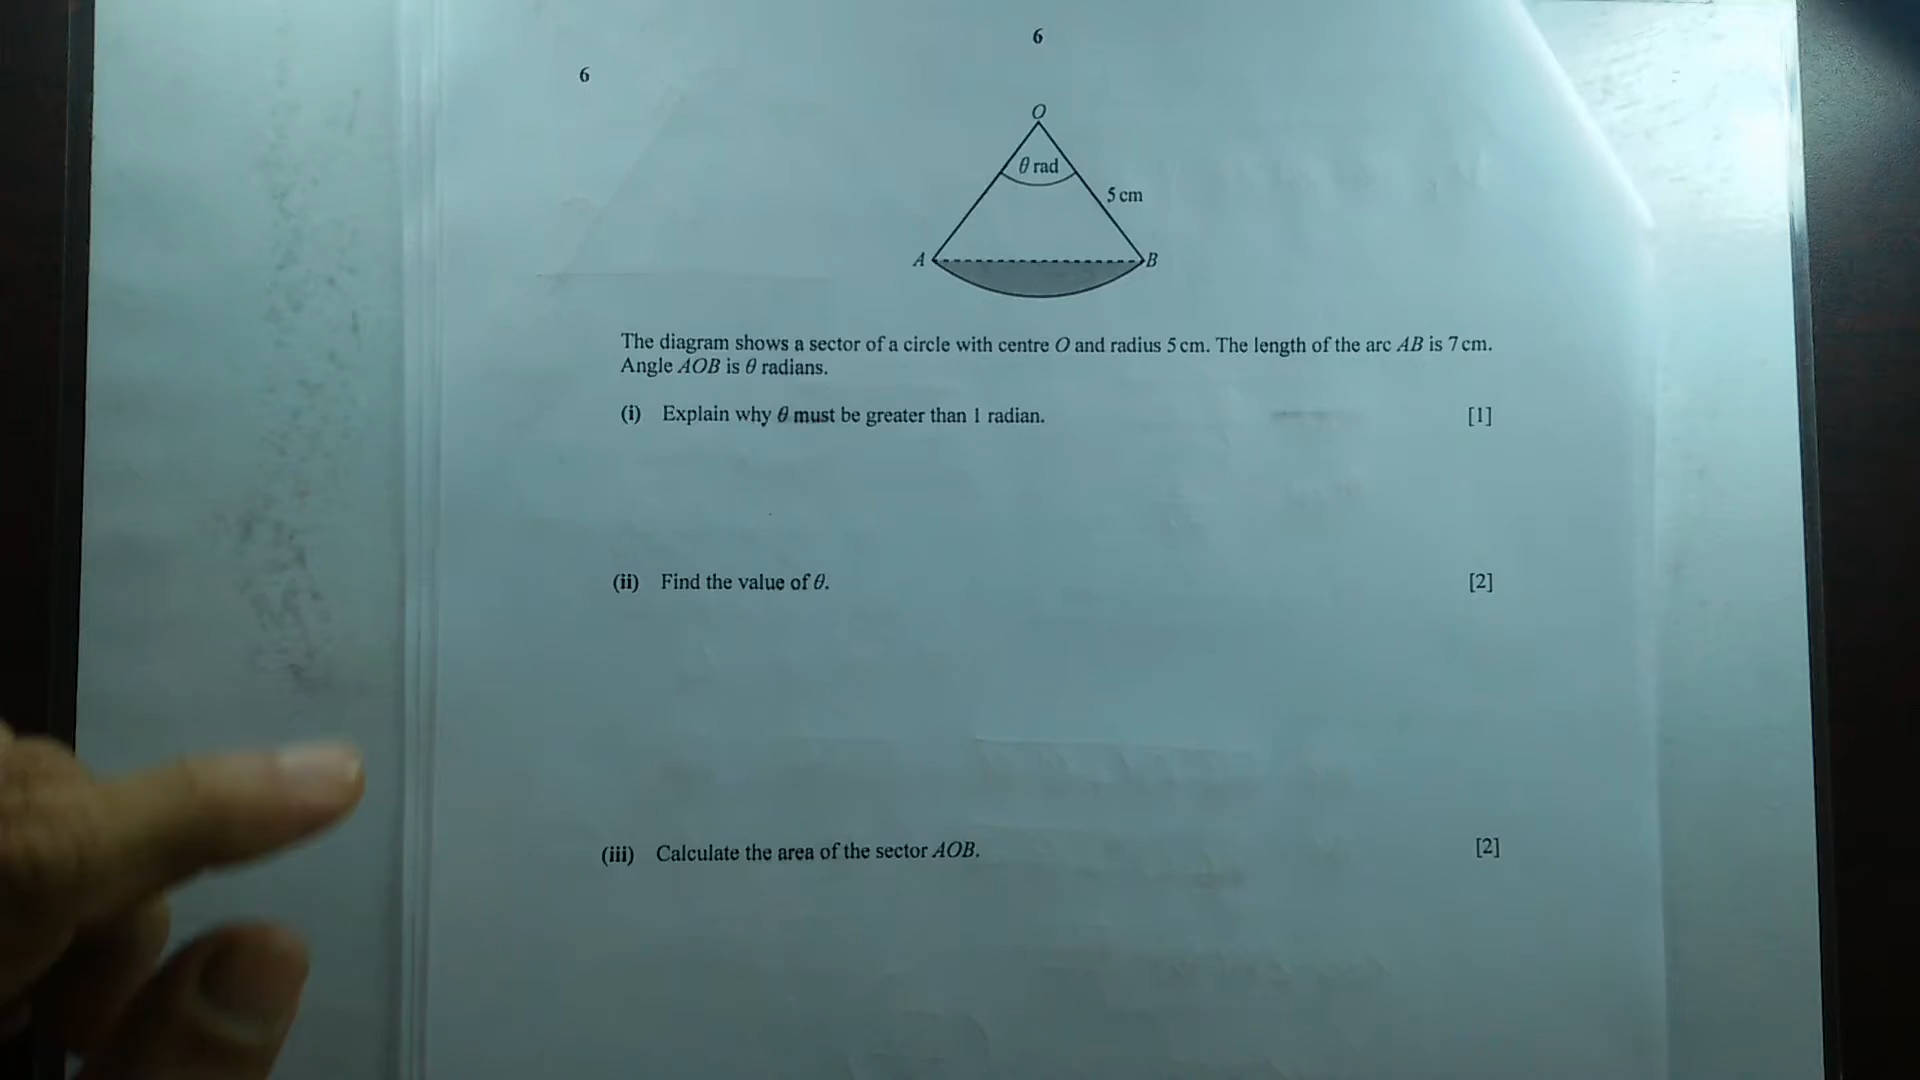 6
6
O
θ rad
5 cm
A
B
The diagram shows a sector of a circle with centre O and radius 5 cm. The length of the arc AB is 7 cm.
Angle AOB is θ radians.
(i) Explain why θ must be greater than 1 radian. [1]
(ii) Find the value of θ. [2]
(iii) Calculate the area of the sector AOB. [2]